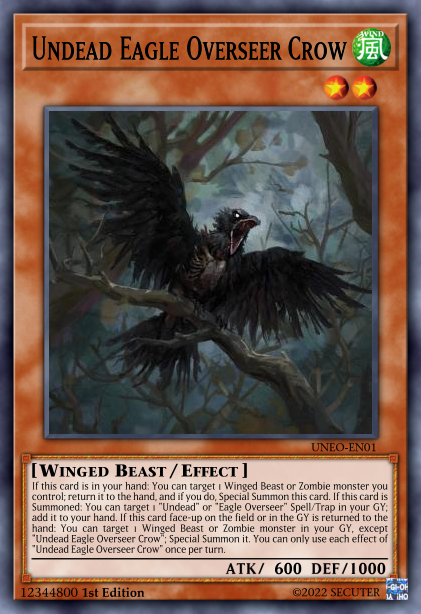 UNDEAD EAGLE OVERSEER CROW
WIND
風
UNEO-EN01
[WINGED BEAST/EFFECT]
If this card is in your hand: You can target 1 Winged Beast or Zombie monster you
control; return it to the hand, and if you do, Special Summon this card. If this card is
Summoned: You can target 1 "Undead" or "Eagle Overseer" Spell/Trap in your GY;
add it to your hand. If this card face-up on the field or in the GY is returned to the
hand: You can target 1 Winged Beast or Zombie monster in your GY, except
"Undead Eagle Overseer Crow"; Special Summon it. You can only use each effect of
"Undead Eagle Overseer Crow" once per turn.
ATK/ 600 DEF/1000
12344800 1st Edition
©2022 SECUTER